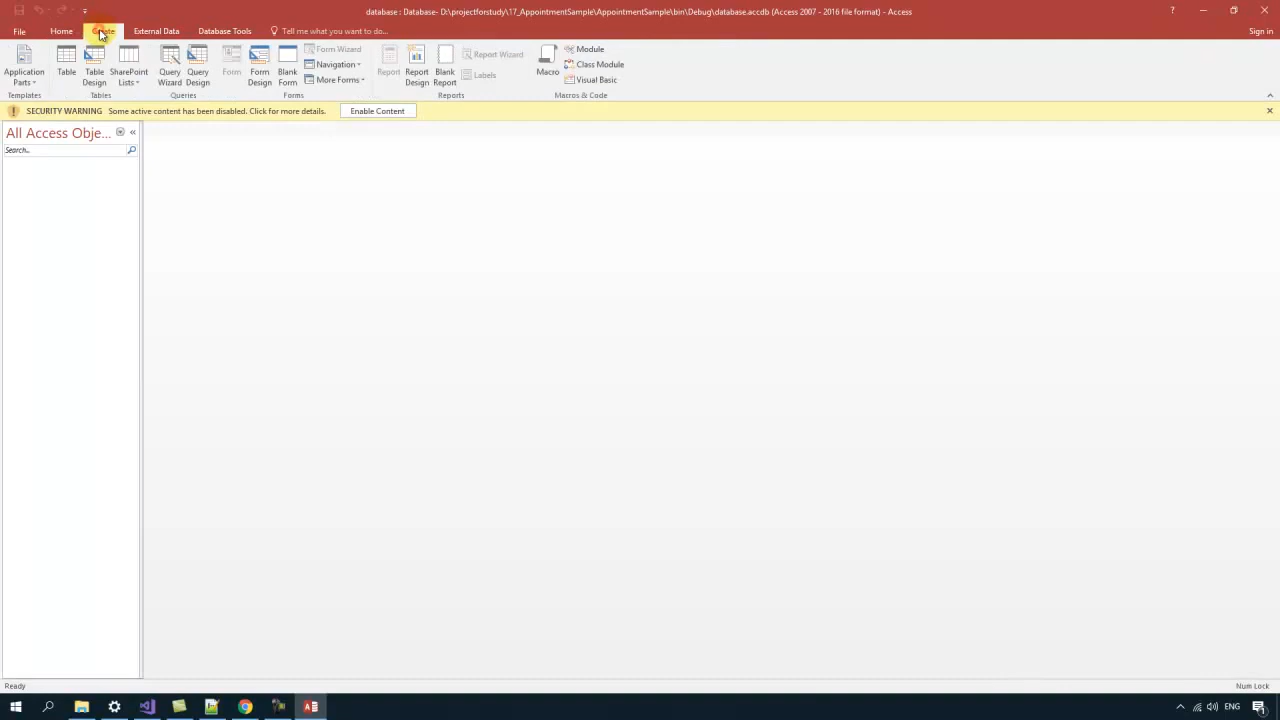 database : Database- D:\projectforstudy\17_AppointmentSample\AppointmentSample\bin\Debug\database.accdb (Access 2007 - 2016 file format) - Access
File Home Create External Data Database Tools Tell me what you want to do... Sign in
Application Parts
Table
Table Design
SharePoint Lists
Query Wizard
Query Design
Form
Form Design
Blank Form
Form Wizard
Navigation
More Forms
Report
Report Design
Blank Report
Report Wizard
Labels
Macro
Module
Class Module
Visual Basic
Templates Tables Queries Forms Reports Macros & Code
SECURITY WARNING Some active content has been disabled. Click for more details. Enable Content
All Access Obje...
Search...
Ready Num Lock
ENG